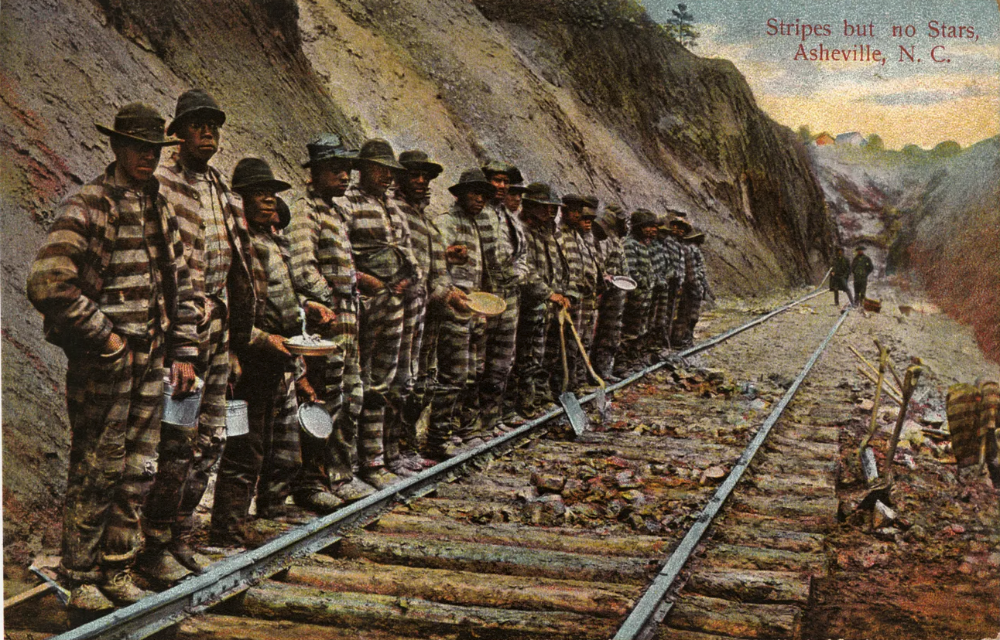 Stripes but no Stars,
Asheville, N. C.